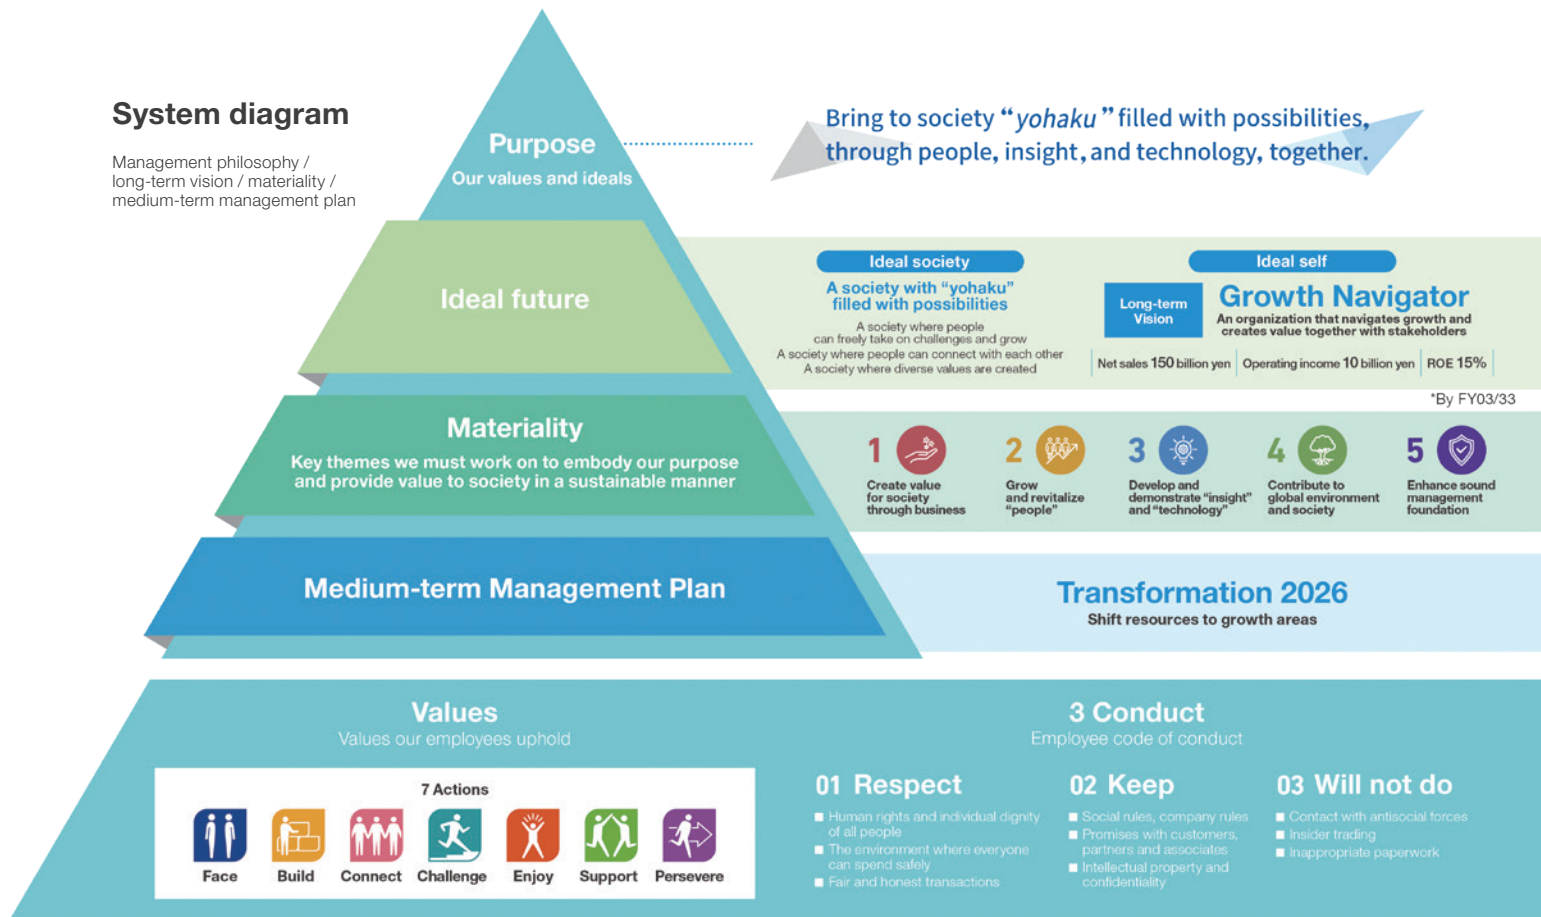 System diagram
Management philosophy /
long-term vision / materiality /
medium-term management plan
Purpose
Our values and ideals
Bring to society “yohaku” filled with possibilities,
through people, insight, and technology, together.
Ideal future
Ideal society
A society with “yohaku”
filled with possibilities
A society where people
can freely take on challenges and grow
A society where people can connect with each other
A society where diverse values are created
Ideal self
Long-term
Vision
Growth Navigator
An organization that navigates growth and
creates value together with stakeholders
Net sales 150 billion yen
Operating income 10 billion yen
ROE 15%
*By FY03/33
Materiality
Key themes we must work on to embody our purpose
and provide value to society in a sustainable manner
1
Create value
for society
through business
2
Grow
and revitalize
“people”
3
Develop and
demonstrate “insight”
and “technology”
4
Contribute to
global environment
and society
5
Enhance sound
management
foundation
Medium-term Management Plan
Transformation 2026
Shift resources to growth areas
Values
Values our employees uphold
7 Actions
Face
Build
Connect
Challenge
Enjoy
Support
Persevere
3 Conduct
Employee code of conduct
01 Respect
■ Human rights and individual dignity
of all people
■ The environment where everyone
can spend safely
■ Fair and honest transactions
02 Keep
■ Social rules, company rules
■ Promises with customers,
partners and associates
■ Intellectual property and
confidentiality
03 Will not do
■ Contact with antisocial forces
■ Insider trading
■ Inappropriate paperwork